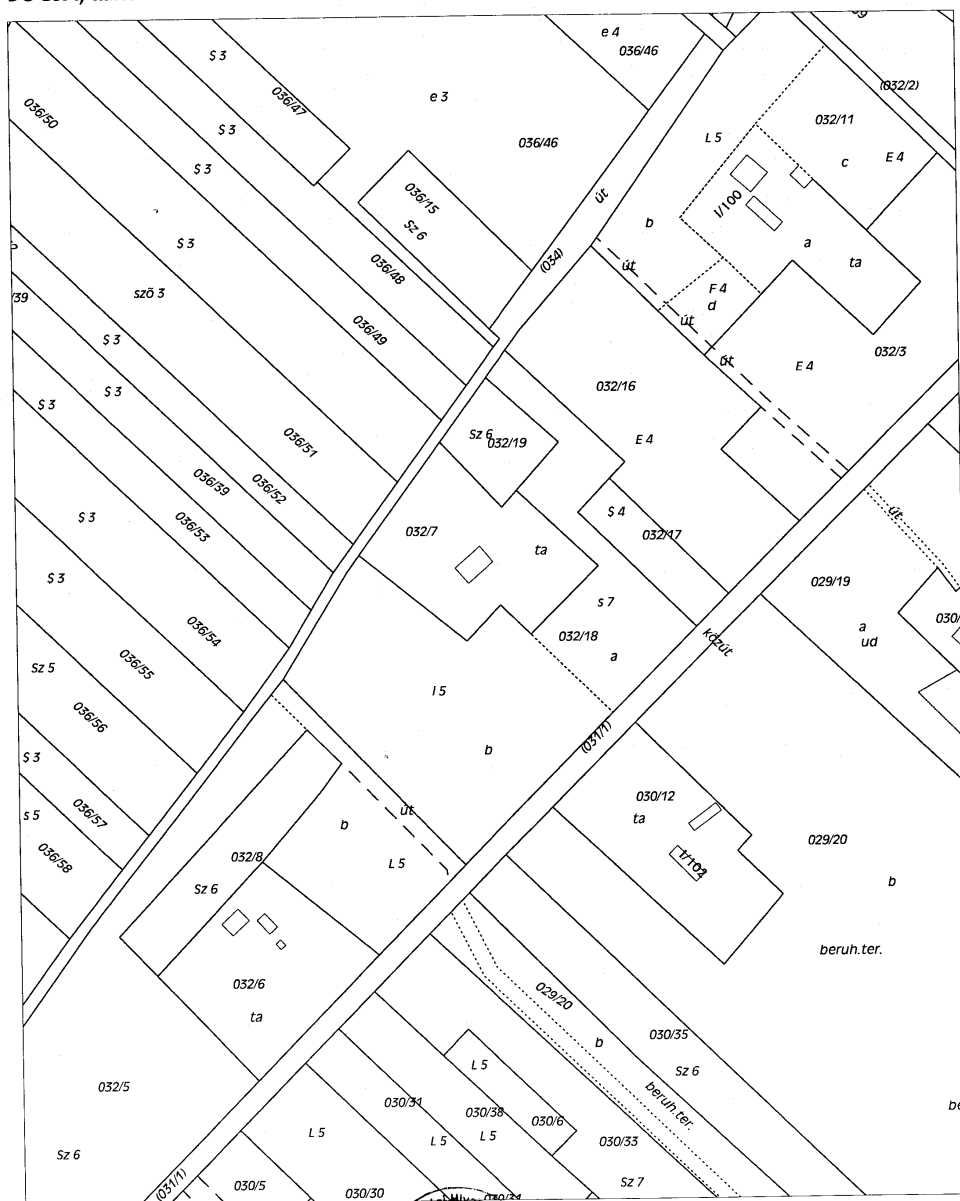 e 4
036/46
$ 3
036/47
e 3
036/46
(032/2)
032/11
c
E 4
L 5
036/50
$ 3
$ 3
036/15
Sz 6
út
1/100
b
a
ta
$ 3
szõ 3
036/48
(034)
út
F 4
d
/39
036/49
út
út
032/3
E 4
$ 3
032/16
$ 3
$ 3
036/51
Sz 6
032/19
E 4
036/39
036/52
$ 4
032/17
út
$ 3
036/53
032/7
ta
$ 3
s 7
032/18
a
029/19
030/
a
ud
036/54
közút
Sz 5
036/55
l 5
b
036/56
(031/1)
$ 3
030/12
ta
s 5
036/57
út
b
029/20
036/58
032/8
L 5
1/102
Sz 6
b
beruh.ter.
032/6
ta
029/20
030/35
b
Sz 6
032/5
L 5
beruh.ter.
030/31
030/38
030/6
L 5
L 5
L 5
030/33
Sz 6
(031/1)
030/5
030/30
Sz 7